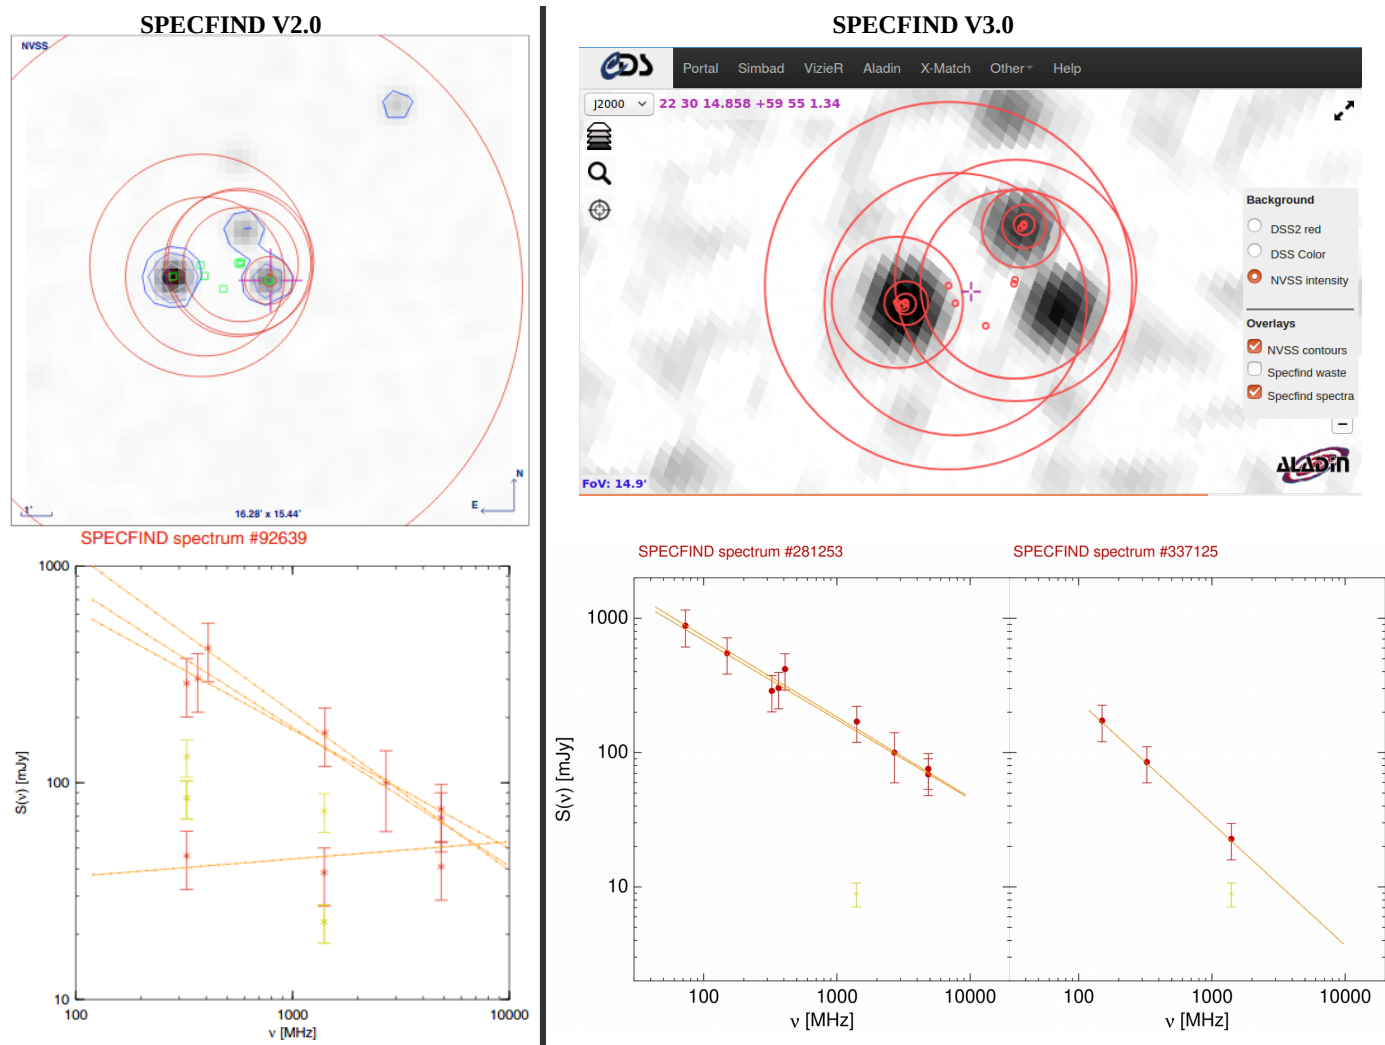 SPECFIND V2.0
NVSS
1'
16.28' x 15.44'
N
E
SPECFIND spectrum #92639
1000
100
10
S(ν) [mJy]
100
1000
10000
ν [MHz]
SPECFIND V3.0
CDS
Portal Simbad VizieR Aladin X-Match Other Help
J2000 22 30 14.858 +59 55 1.34
Background
DSS2 red
DSS Color
NVSS intensity
Overlays
NVSS contours
Specfind waste
Specfind spectra
−
ALADIN
FoV: 14.9'
SPECFIND spectrum #281253
SPECFIND spectrum #337125
1000
100
10
S(ν) [mJy]
100
1000
10000
100
1000
10000
ν [MHz]
ν [MHz]